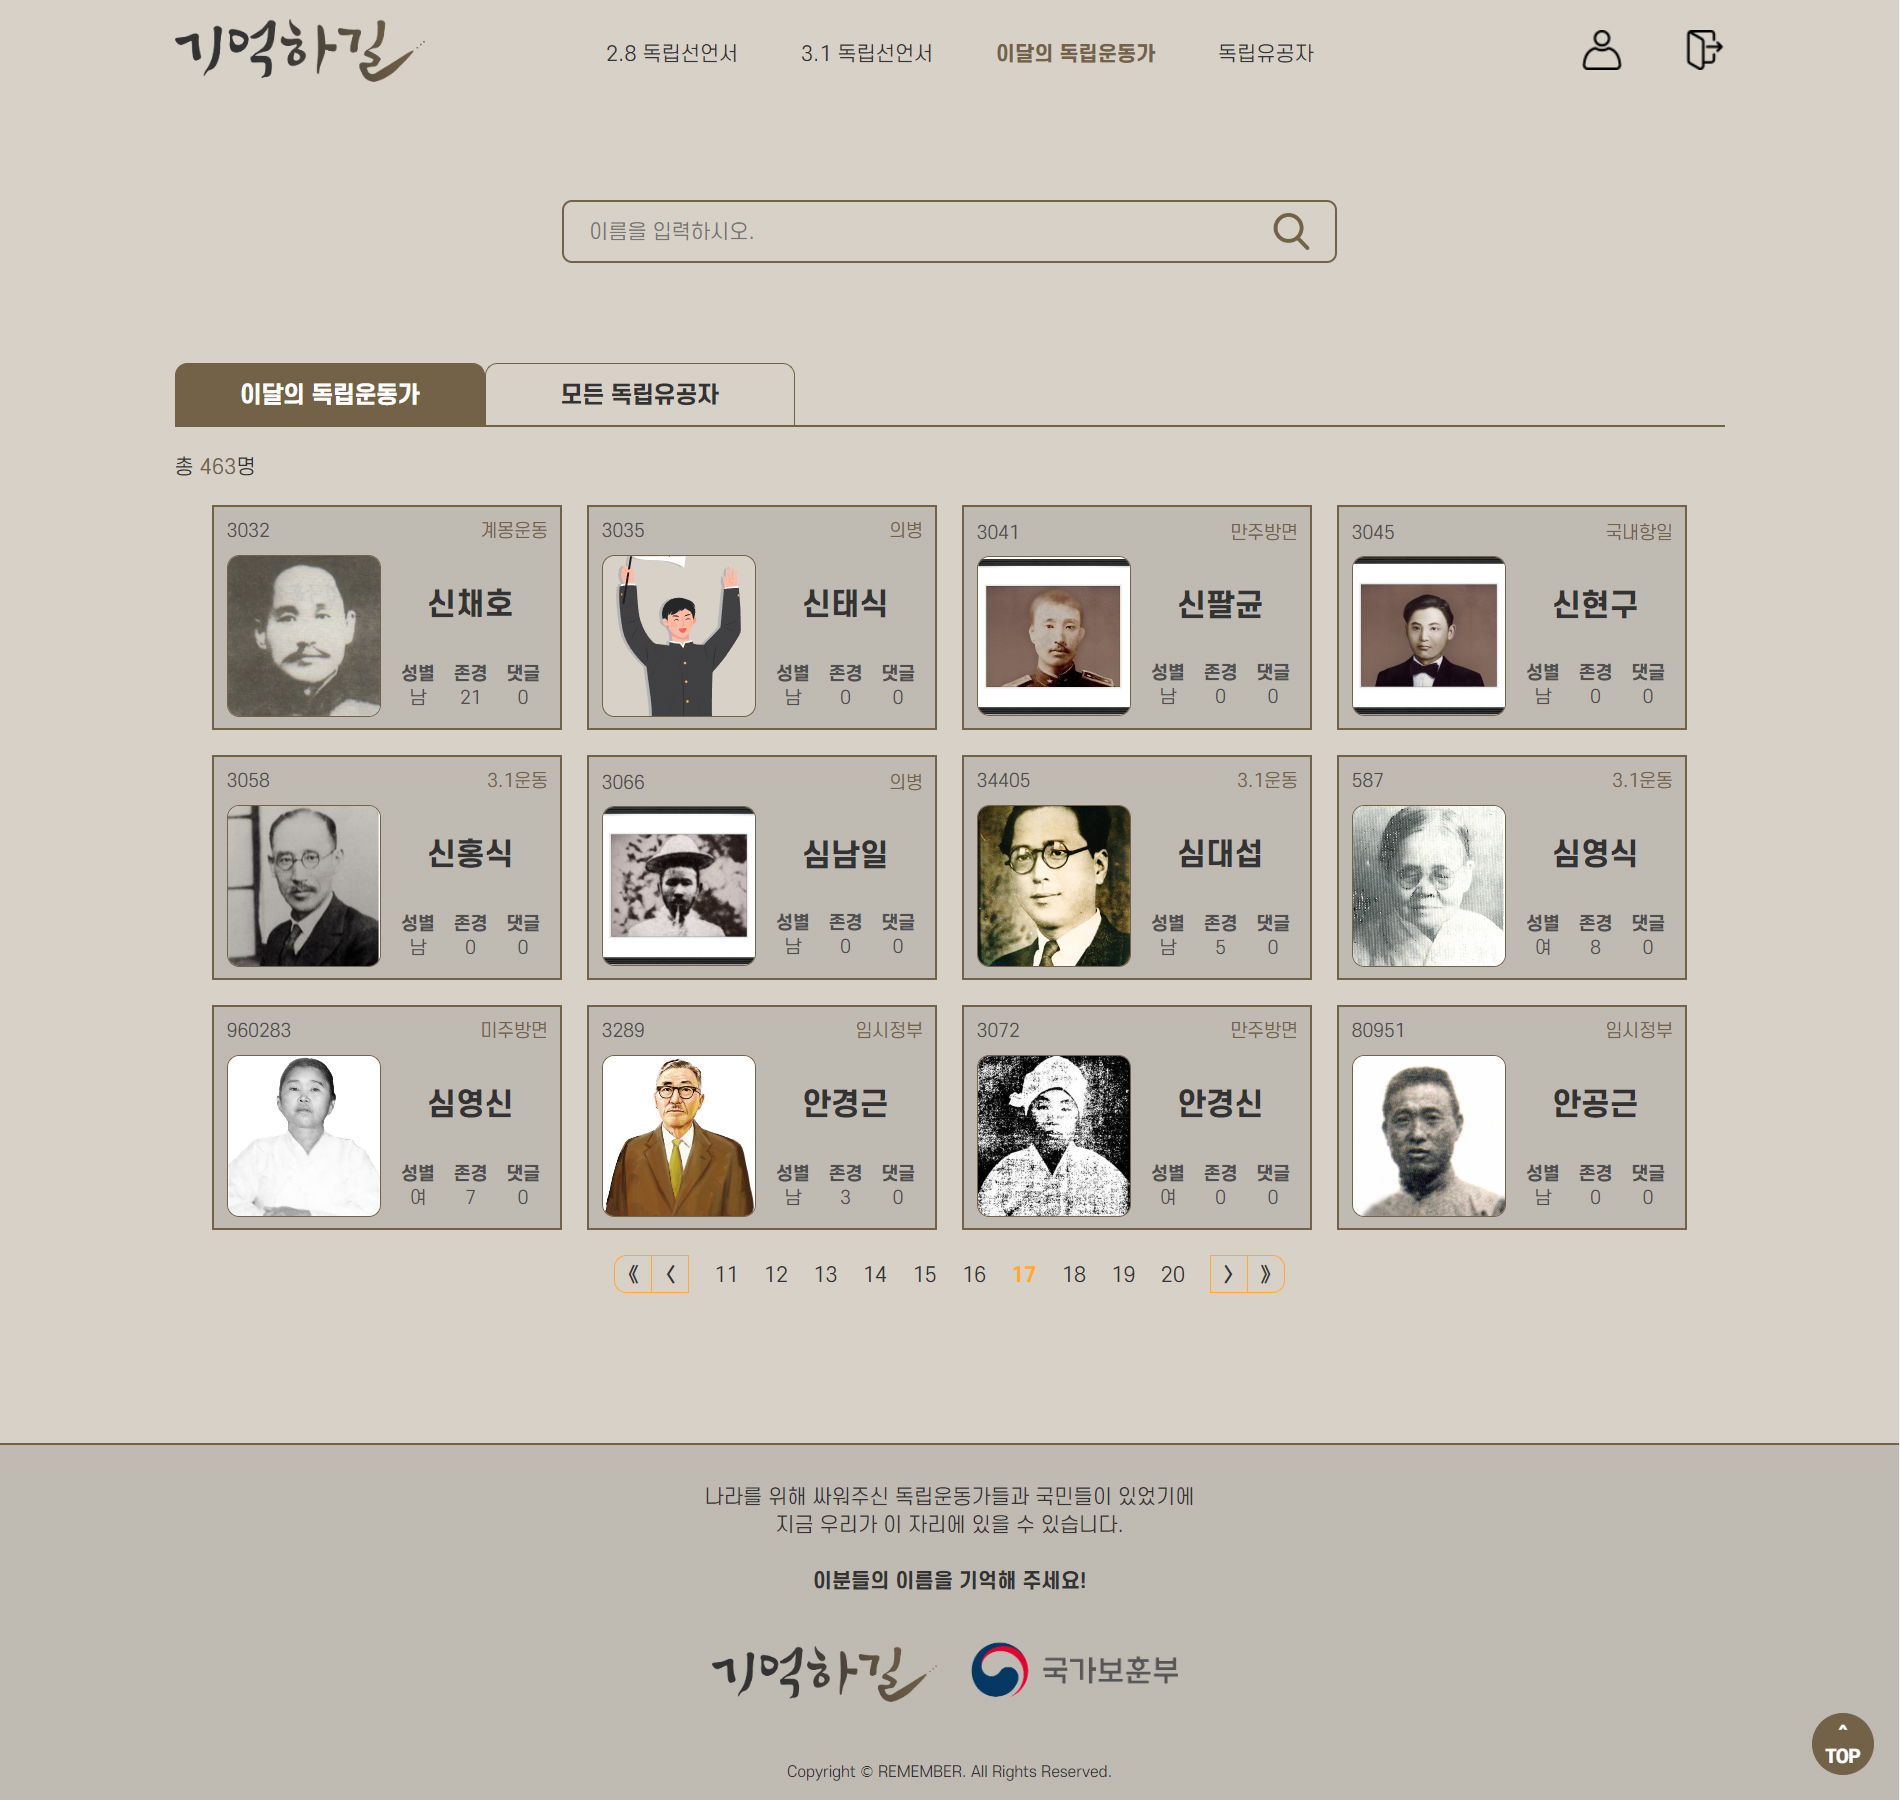 기억하길
2.8 독립선언서
3.1 독립선언서
이달의 독립운동가
독립유공자
이름을 입력하시오.
이달의 독립운동가
모든 독립유공자
총 463명
3032 계몽운동
신채호
성별 존경 댓글
남 21 0
3035 의병
신태식
성별 존경 댓글
남 0 0
3041 만주방면
신팔균
성별 존경 댓글
남 0 0
3045 국내항일
신현구
성별 존경 댓글
남 0 0
3058 3.1운동
신홍식
성별 존경 댓글
남 0 0
3066 의병
심남일
성별 존경 댓글
남 0 0
34405 3.1운동
심대섭
성별 존경 댓글
남 5 0
587 3.1운동
심영식
성별 존경 댓글
여 8 0
960283 미주방면
심영신
성별 존경 댓글
여 7 0
3289 임시정부
안경근
성별 존경 댓글
남 3 0
3072 만주방면
안경신
성별 존경 댓글
여 0 0
80951 임시정부
안공근
성별 존경 댓글
남 0 0
《 〈 11 12 13 14 15 16 17 18 19 20 〉 》
나라를 위해 싸워주신 독립운동가들과 국민들이 있었기에
지금 우리가 이 자리에 있을 수 있습니다.
이분들의 이름을 기억해 주세요!
기억하길 국가보훈부
TOP
Copyright © REMEMBER. All Rights Reserved.